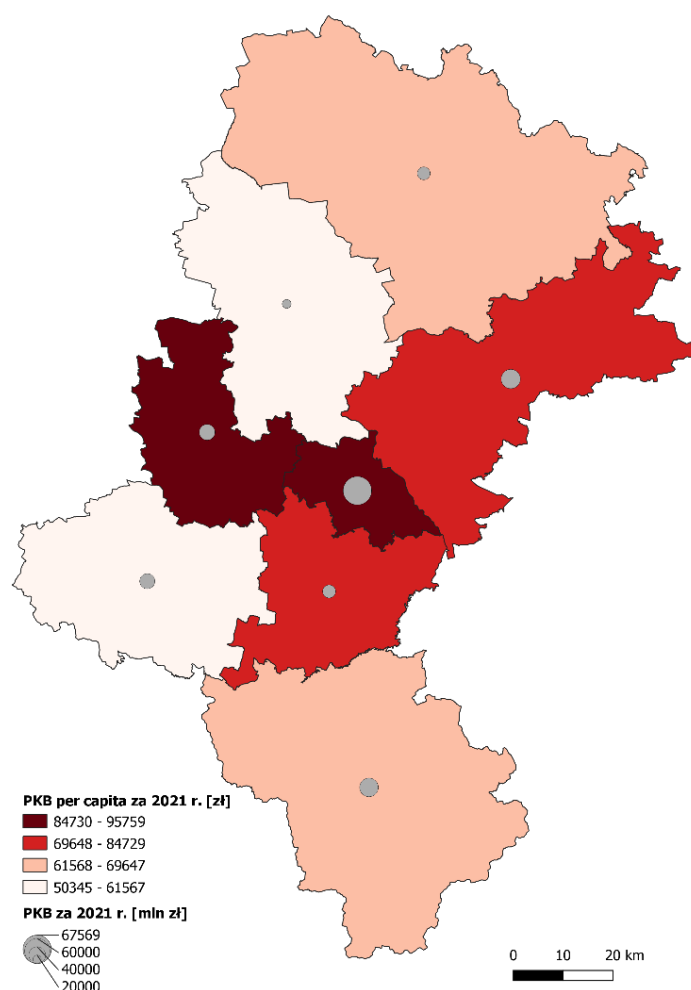 PKB per capita za 2021 r. [zł]
84730 - 95759
69648 - 84729
61568 - 69647
50345 - 61567
PKB za 2021 r. [mln zł]
67569
60000
40000
20000
0 10 20 km